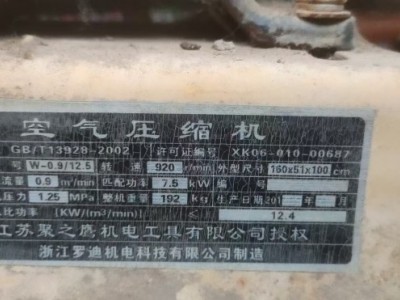 空气压缩机
GB/T13928-2002 许可证编号 XK06-010-00687
号 W-0.9/12.5 转速 920 r/min 外型尺寸 160x51x100 cm
流量 0.9 m³/min 匹配功率 7.5 kW 编号
压力 1.25 MPa 整机重量 192 kg 生产日期 201 年 月
比功率 [KW/(m³/min)] ≤ 12.4
江苏聚之鹰机电工具有限公司授权
浙江罗迪机电科技有限公司制造